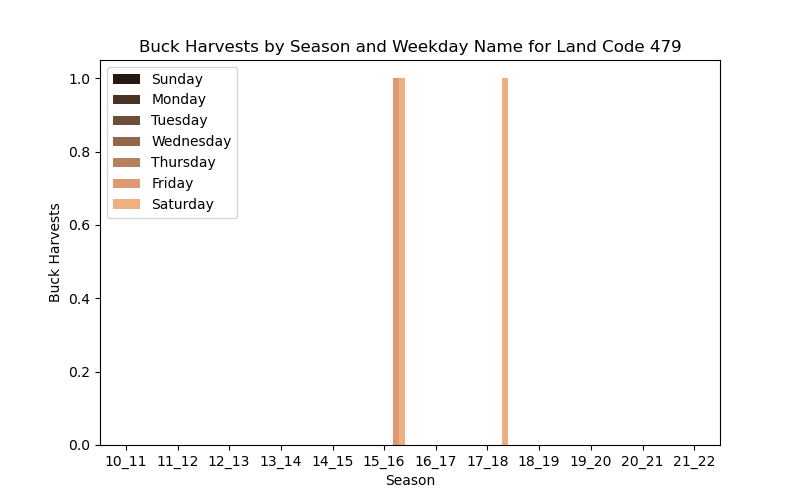 Buck Harvests by Season and Weekday Name for Land Code 479
1.0
0.8
0.6
0.4
0.2
0.0
Buck Harvests
Sunday
Monday
Tuesday
Wednesday
Thursday
Friday
Saturday
10_11 11_12 12_13 13_14 14_15 15_16 16_17 17_18 18_19 19_20 20_21 21_22
Season